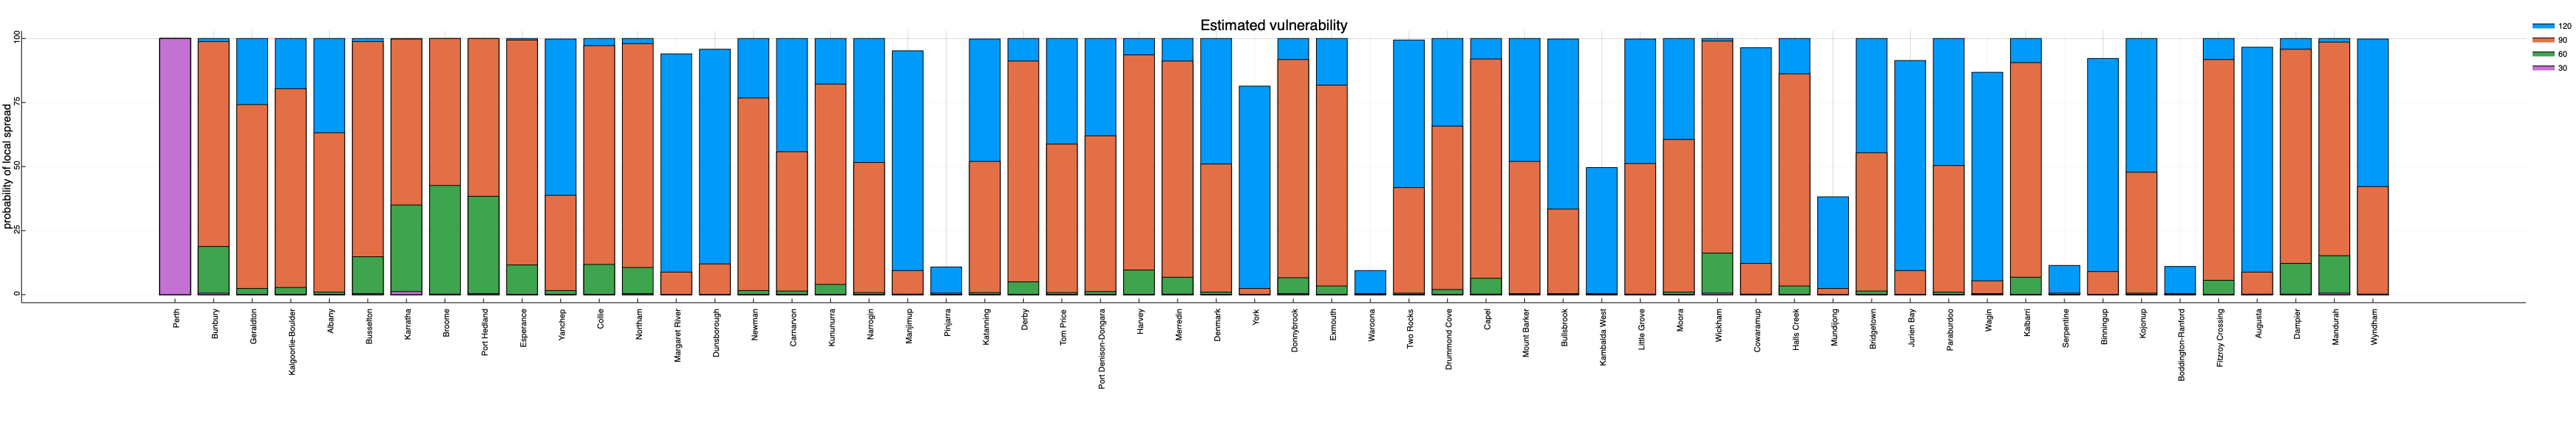 Estimated vulnerability
120
90
60
30
probability of local spread
100
75
50
25
0
Perth
Bunbury
Geraldton
Kalgoorlie-Boulder
Albany
Busselton
Karratha
Broome
Port Hedland
Esperance
Yanchep
Collie
Northam
Margaret River
Dunsborough
Newman
Carnarvon
Kununurra
Narrogin
Manjimup
Pinjarra
Katanning
Derby
Tom Price
Port Denison-Dongara
Harvey
Merredin
Denmark
York
Donnybrook
Exmouth
Waroona
Two Rocks
Drummond Cove
Capel
Mount Barker
Bullsbrook
Kambalda West
Little Grove
Moora
Wickham
Cowaramup
Halls Creek
Mundijong
Bridgetown
Jurien Bay
Paraburdoo
Wagin
Kalbarri
Serpentine
Binningup
Kojonup
Boddington-Ranford
Fitzroy Crossing
Augusta
Dampier
Mandurah
Wyndham